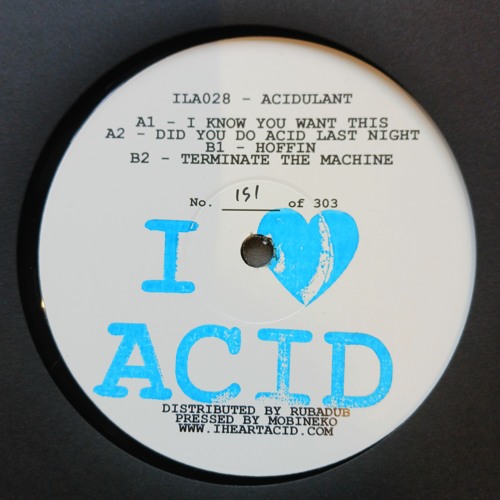 ILA028 - ACIDULANT
A1 - I KNOW YOU WANT THIS
A2 - DID YOU DO ACID LAST NIGHT
B1 - HOFFIN
B2 - TERMINATE THE MACHINE
No. 151 of 303
I
ACID
DISTRIBUTED BY RUBADUB
PRESSED BY MOBINEKO
WWW.IHEARTACID.COM